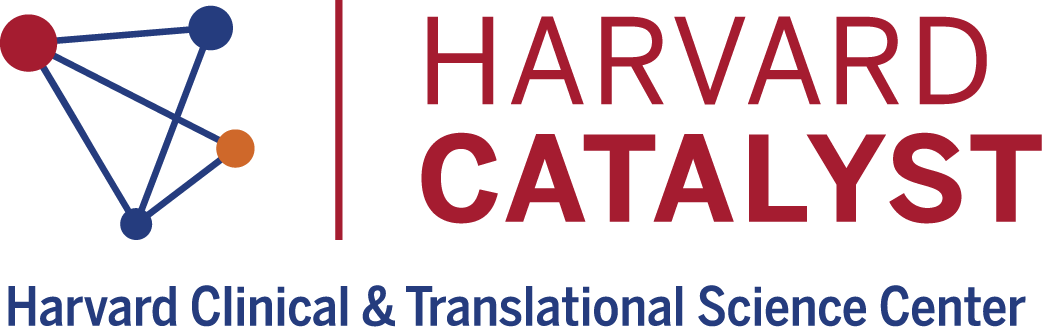 HARVARD
CATALYST
Harvard Clinical & Translational Science Center